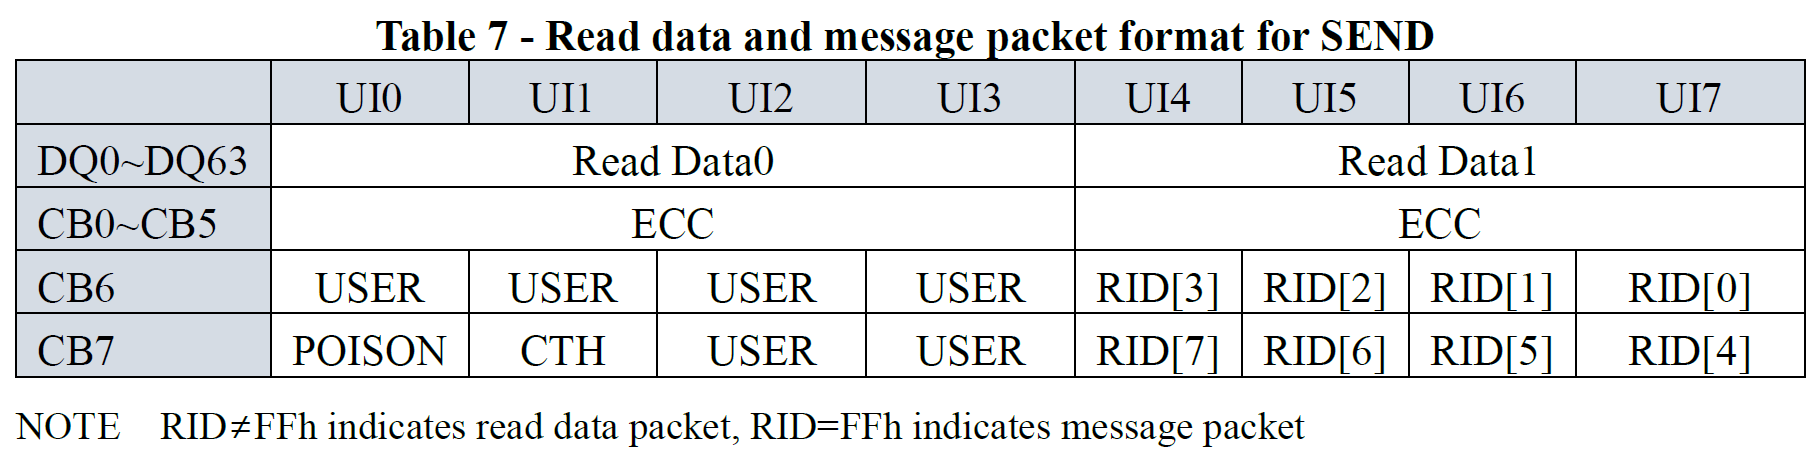 Table 7 - Read data and message packet format for SEND
UI0 UI1 UI2 UI3 UI4 UI5 UI6 UI7
DQ0~DQ63 Read Data0 Read Data1
CB0~CB5 ECC ECC
CB6 USER USER USER USER RID[3] RID[2] RID[1] RID[0]
CB7 POISON CTH USER USER RID[7] RID[6] RID[5] RID[4]
NOTE RID≠FFh indicates read data packet, RID=FFh indicates message packet